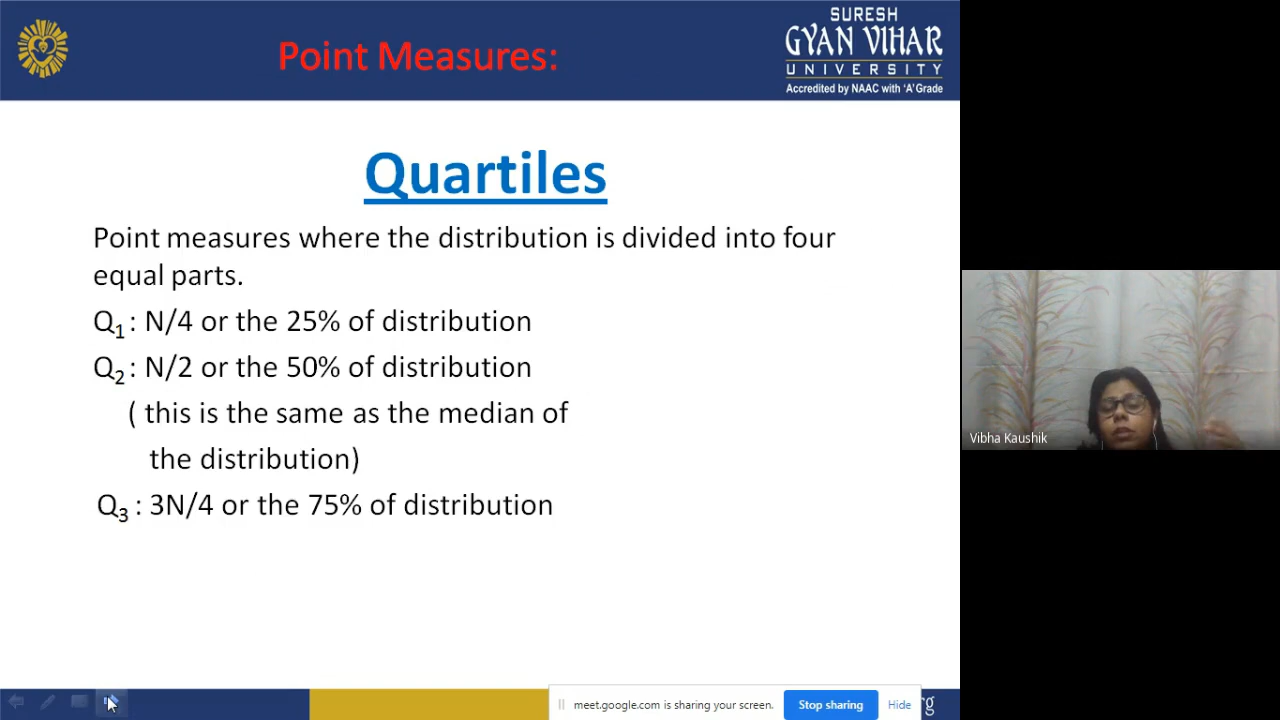 Point Measures:
SURESH
GYAN VIHAR
UNIVERSITY
Accredited by NAAC with 'A' Grade
Quartiles
Point measures where the distribution is divided into four
equal parts.
Q1 : N/4 or the 25% of distribution
Q2 : N/2 or the 50% of distribution
( this is the same as the median of
the distribution)
Q3 : 3N/4 or the 75% of distribution
Vibha Kaushik
meet.google.com is sharing your screen.
Stop sharing
Hide